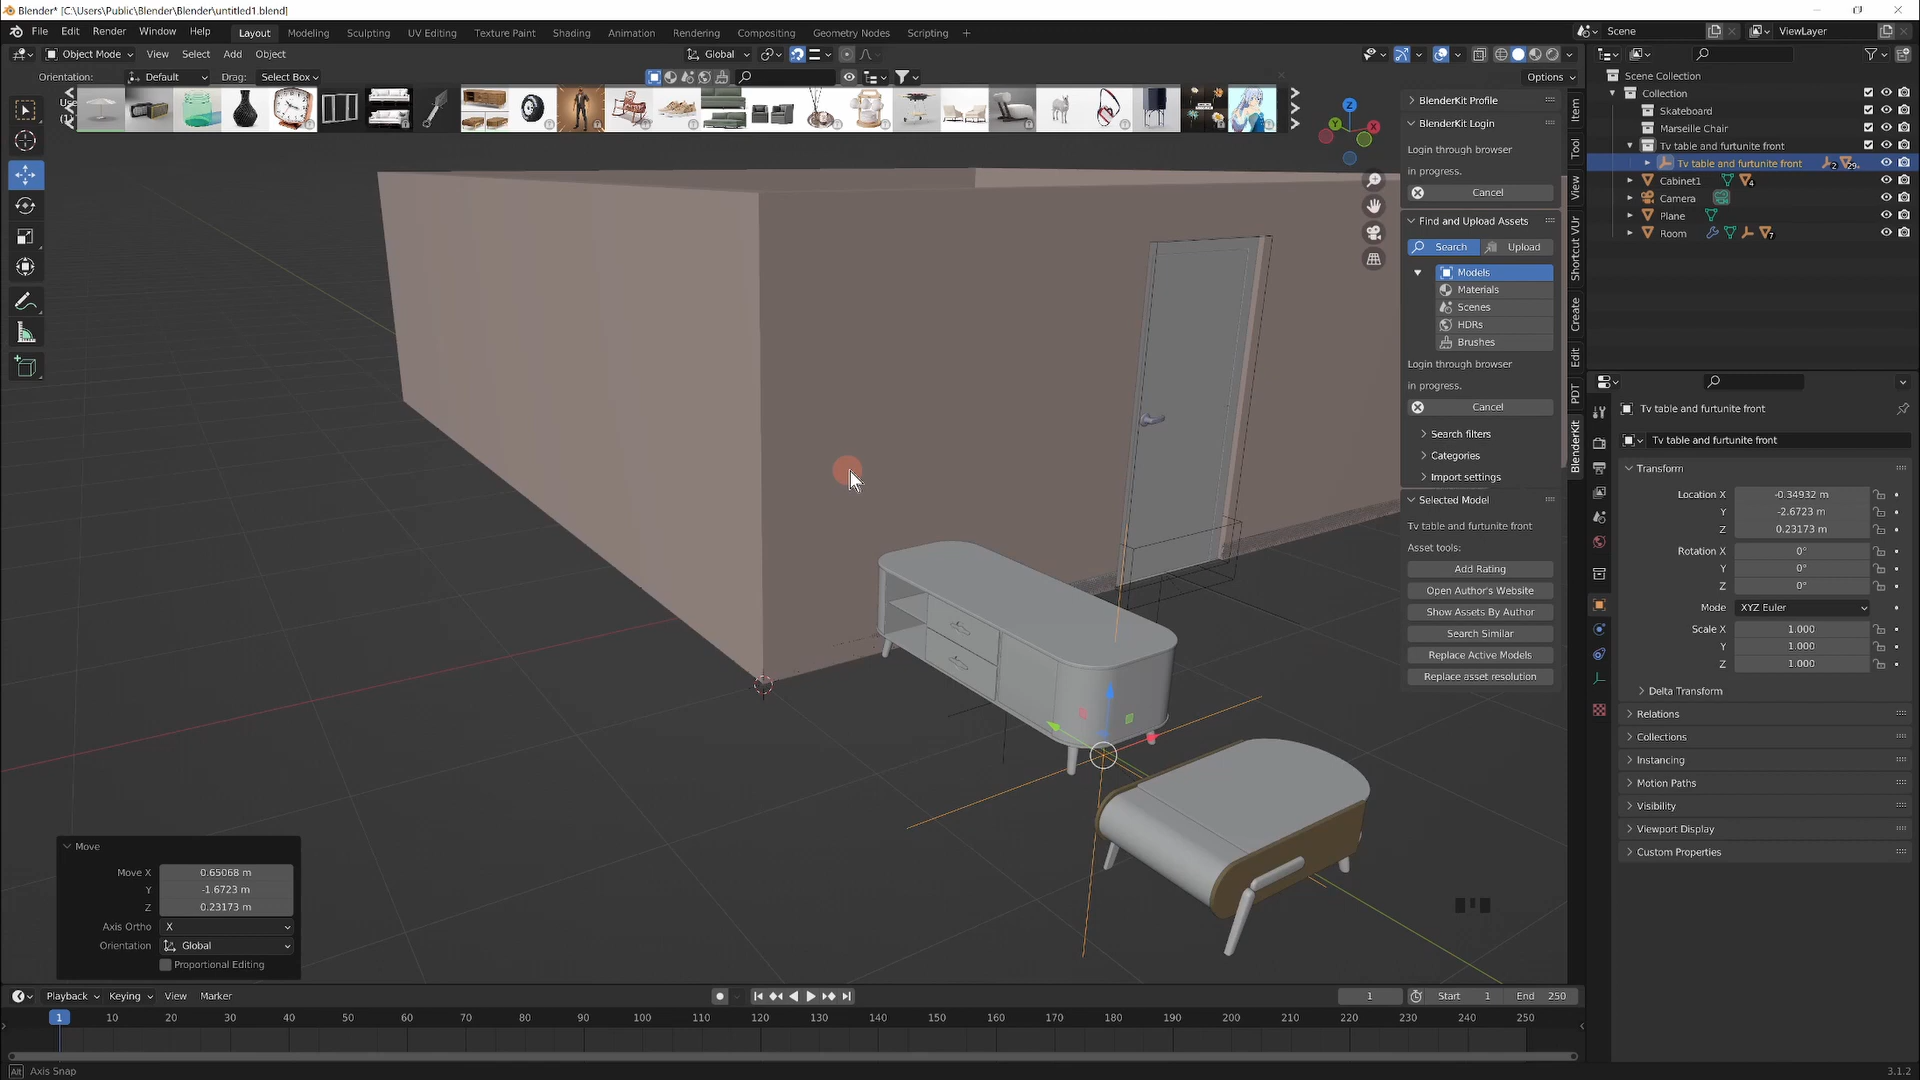 Blender* [C:\Users\Public\Blender\Blender\untitled1.blend]
File Edit Render Window Help Layout Modeling Sculpting UV Editing Texture Paint Shading Animation Rendering Compositing Geometry Nodes Scripting + Scene ViewLayer
Object Mode View Select Add Object Global
Orientation: Default Drag: Select Box Options
Scene Collection
Collection
Skateboard
Marseille Chair
Tv table and furtunite front
Tv table and furtunite front 2 29
Cabinet1 4
Camera
Plane
Room 7
BlenderKit Profile
BlenderKit Login
Login through browser
in progress.
Cancel
Find and Upload Assets
Search Upload
Models
Materials
Scenes
HDRs
Brushes
Login through browser
in progress.
Cancel
Search filters
Categories
Import settings
Selected Model
Tv table and furtunite front
Asset tools:
Add Rating
Open Author's Website
Show Assets By Author
Search Similar
Replace Active Models
Replace asset resolution
Item
Tool
View
Shortcut VUr
Create
Edit
PDT
BlenderKit
Tv table and furtunite front
Tv table and furtunite front
Transform
Location X -0.34932 m
Y -2.6723 m
Z 0.23173 m
Rotation X 0°
Y 0°
Z 0°
Mode XYZ Euler
Scale X 1.000
Y 1.000
Z 1.000
Delta Transform
Relations
Collections
Instancing
Motion Paths
Visibility
Viewport Display
Custom Properties
Move
Move X 0.65068 m
Y -1.6723 m
Z 0.23173 m
Axis Ortho X
Orientation Global
Proportional Editing
Playback Keying View Marker 1 Start 1 End 250
1 10 20 30 40 50 60 70 80 90 100 110 120 130 140 150 160 170 180 190 200 210 220 230 240 250
Alt Axis Snap 3.1.2